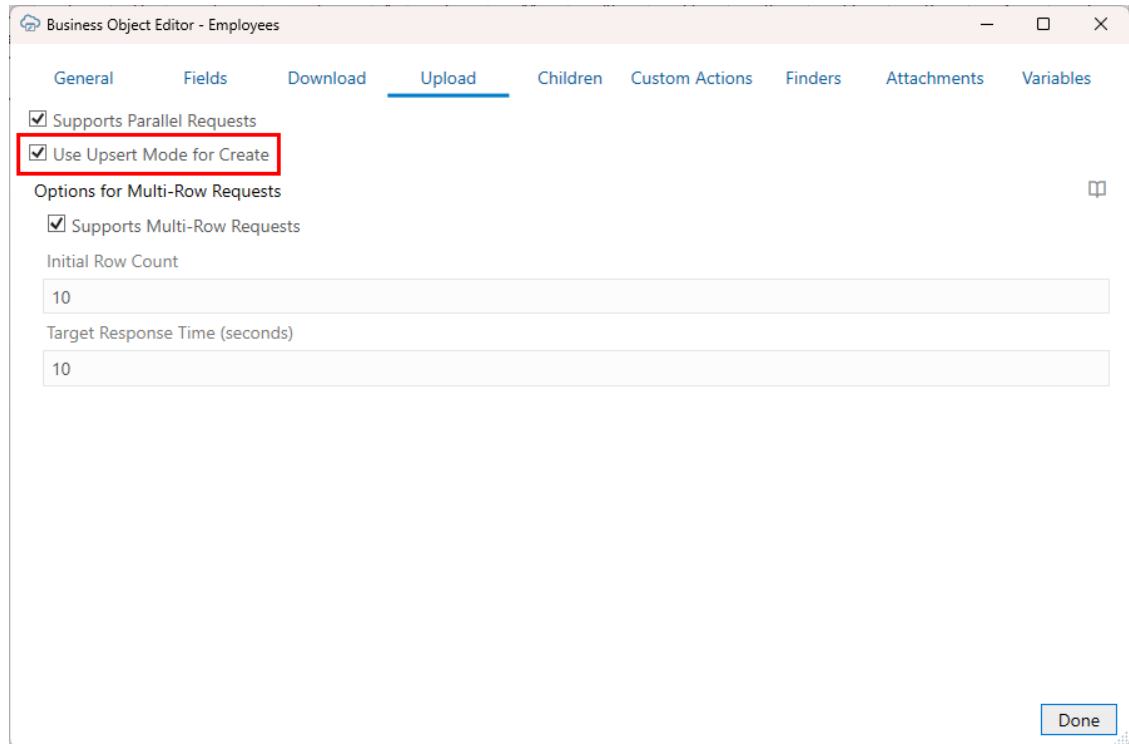 Business Object Editor - Employees
General Fields Download Upload Children Custom Actions Finders Attachments Variables
Supports Parallel Requests
Use Upsert Mode for Create
Options for Multi-Row Requests
Supports Multi-Row Requests
Initial Row Count
10
Target Response Time (seconds)
10
Done